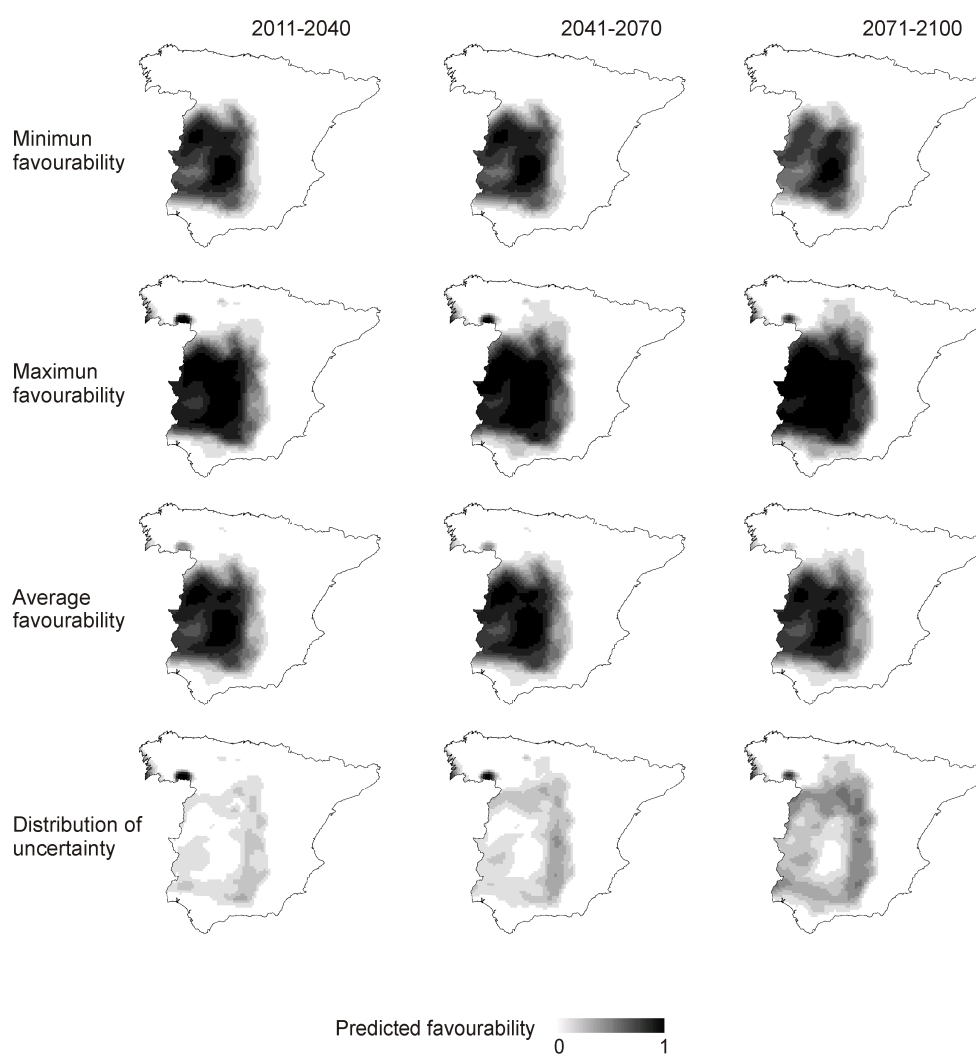 2011-2040
2041-2070
2071-2100
Minimun
favourability
Maximun
favourability
Average
favourability
Distribution of
uncertainty
Predicted favourability
0
1